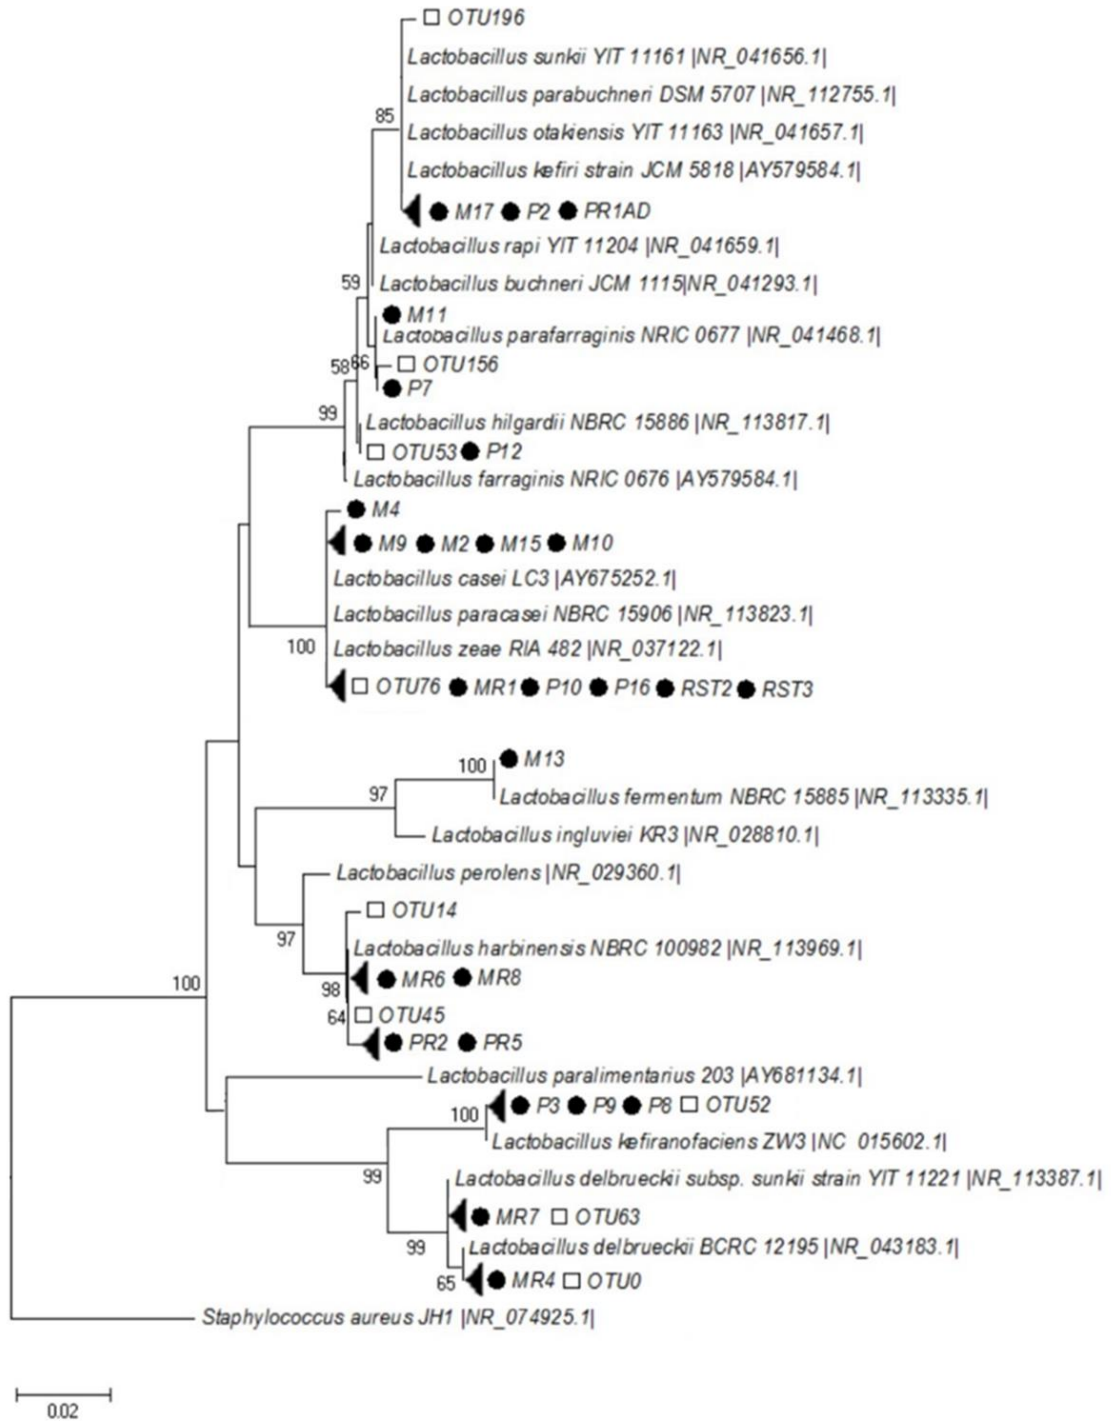 OTU196
Lactobacillus sunkii YIT 11161 |NR_041656.1|
Lactobacillus parabuchneri DSM 5707 |NR_112755.1|
85
Lactobacillus otakiensis YIT 11163 |NR_041657.1|
Lactobacillus kefiri strain JCM 5818 |AY579584.1|
M17 P2 PR1AD
Lactobacillus rapi YIT 11204 |NR_041659.1|
59 Lactobacillus buchneri JCM 1115|NR_041293.1|
M11
Lactobacillus parafarraginis NRIC 0677 |NR_041468.1|
58 66 OTU156
P7
99 Lactobacillus hilgardii NBRC 15886 |NR_113817.1|
OTU53 P12
Lactobacillus farraginis NRIC 0676 |AY579584.1|
M4
M9 M2 M15 M10
Lactobacillus casei LC3 |AY675252.1|
Lactobacillus paracasei NBRC 15906 |NR_113823.1|
100 Lactobacillus zeae RIA 482 |NR_037122.1|
OTU76 MR1 P10 P16 RST2 RST3
100 M13
97 Lactobacillus fermentum NBRC 15885 |NR_113335.1|
Lactobacillus ingluviei KR3 |NR_028810.1|
Lactobacillus perolens |NR_029360.1|
OTU14
97 Lactobacillus harbinensis NBRC 100982 |NR_113969.1|
100 98 MR6 MR8
64 OTU45
PR2 PR5
Lactobacillus paralimentarius 203 |AY681134.1|
100 P3 P9 P8 OTU52
Lactobacillus kefiranofaciens ZW3 |NC 015602.1|
99 Lactobacillus delbrueckii subsp. sunkii strain YIT 11221 |NR_113387.1|
MR7 OTU63
99 Lactobacillus delbrueckii BCRC 12195 |NR_043183.1|
65 MR4 OTU0
Staphylococcus aureus JH1 |NR_074925.1|
0.02